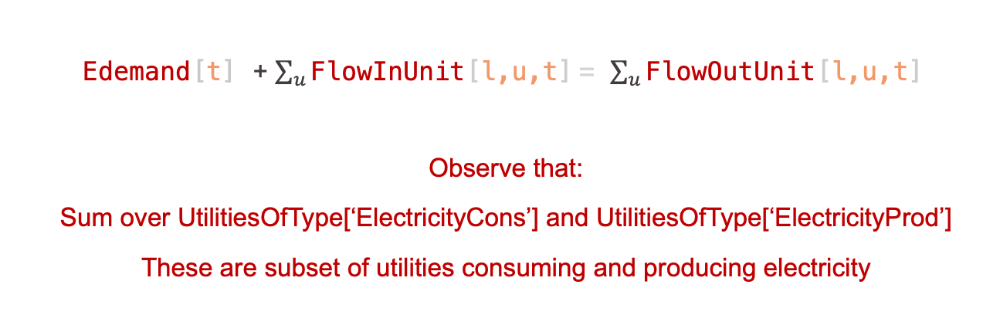 Edemand[t] +∑u FlowInUnit[l,u,t] = ∑u FlowOutUnit[l,u,t]
Observe that:
Sum over UtilitiesOfType[‘ElectricityCons’] and UtilitiesOfType[‘ElectricityProd’]
These are subset of utilities consuming and producing electricity